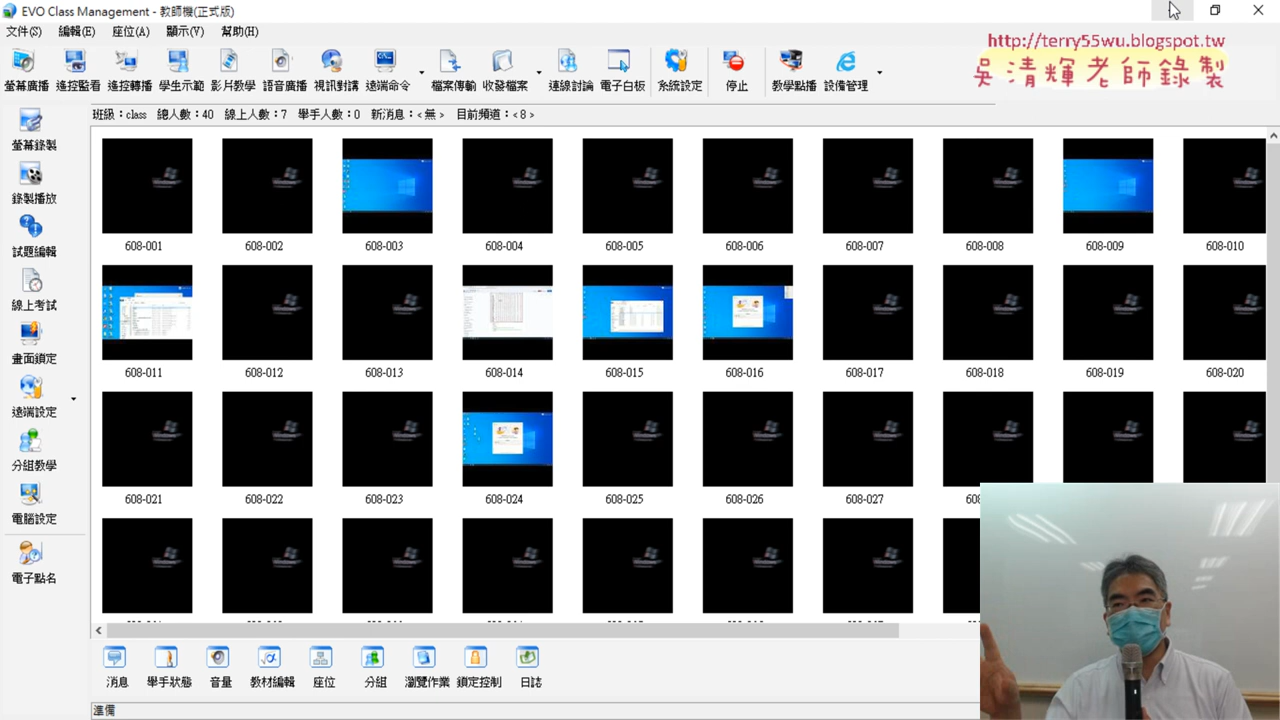 EVO Class Management - 教師機(正式版)
文件(S) 編輯(E) 座位(A) 顯示(V) 幫助(H)
http://terry55wu.blogspot.tw
吳清輝老師錄製
螢幕廣播 遙控監看 遙控轉播 學生示範 影片教學 語音廣播 視訊對講 遠端命令 檔案傳輸 收發檔案 連線討論 電子白板 系統設定 停止 教學點播 設備管理
班級：class 總人數：40 線上人數：7 舉手人數：0 新消息：< 無 > 目前頻道：< 8 >
螢幕錄製
錄製播放
試題編輯
線上考試
畫面鎖定
遠端設定
分組教學
電腦設定
電子點名
608-001 608-002 608-003 608-004 608-005 608-006 608-007 608-008 608-009 608-010
608-011 608-012 608-013 608-014 608-015 608-016 608-017 608-018 608-019 608-020
608-021 608-022 608-023 608-024 608-025 608-026 608-027
消息 舉手狀態 音量 教材編輯 座位 分組 瀏覽作業 鎖定控制 日誌
準備